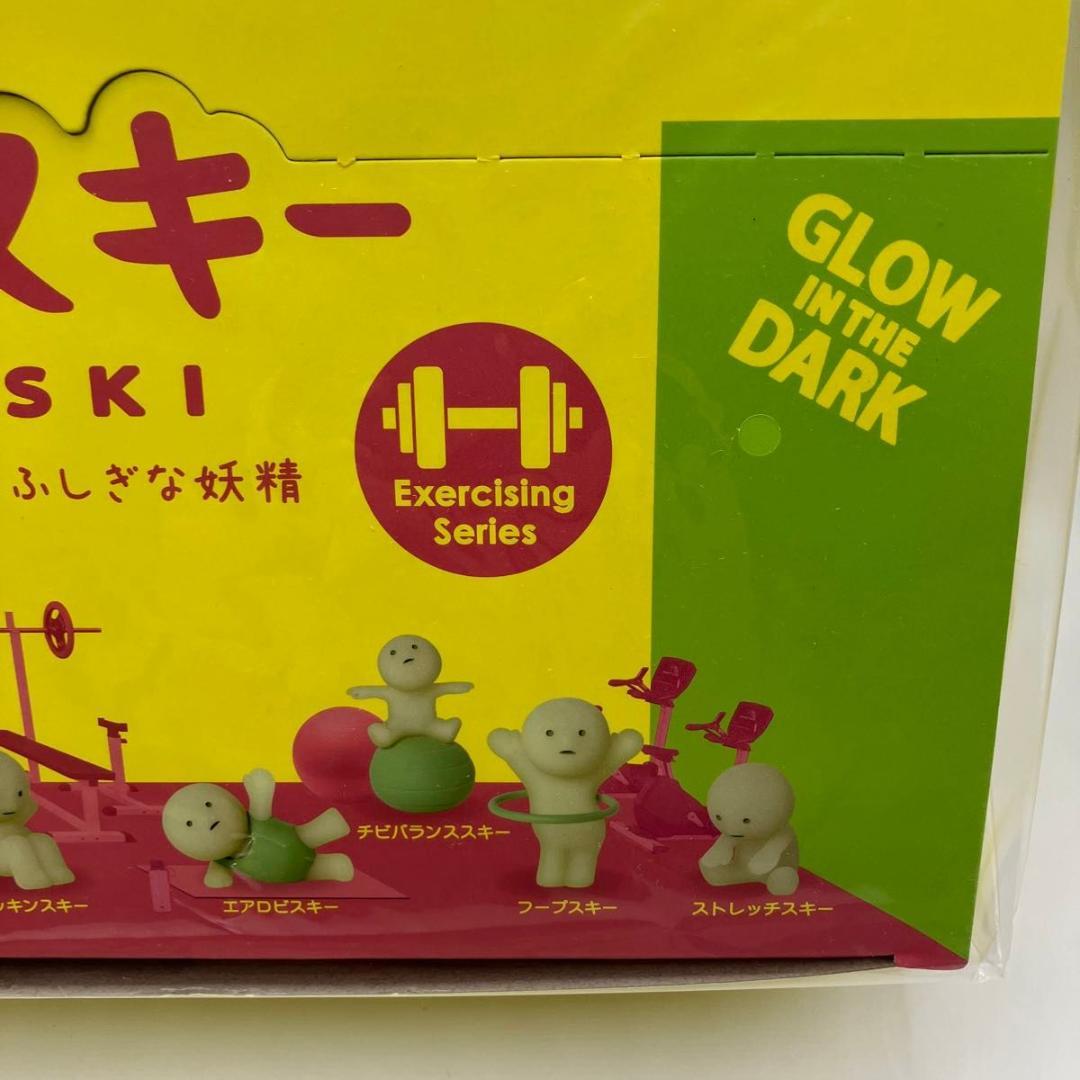 スキー
SKI
ふしぎな妖精
Exercising
Series
GLOW
IN THE
DARK
チビバランススキー
ッキンスキー
エアロビスキー
フープスキー
ストレッチスキー